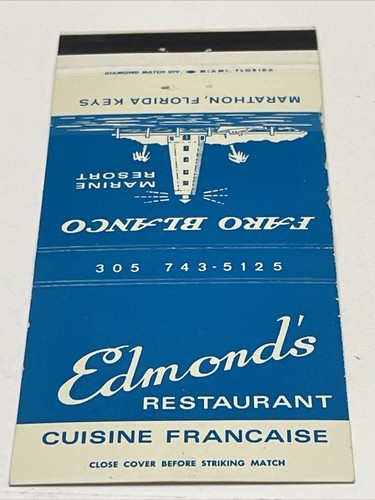 DIAMOND MATCH DIV. MIAMI, FLORIDA
MARATHON, FLORIDA KEYS
MARINE
RESORT
FARO BLANCO
305 743-5125
Edmond's
RESTAURANT
CUISINE FRANCAISE
CLOSE COVER BEFORE STRIKING MATCH